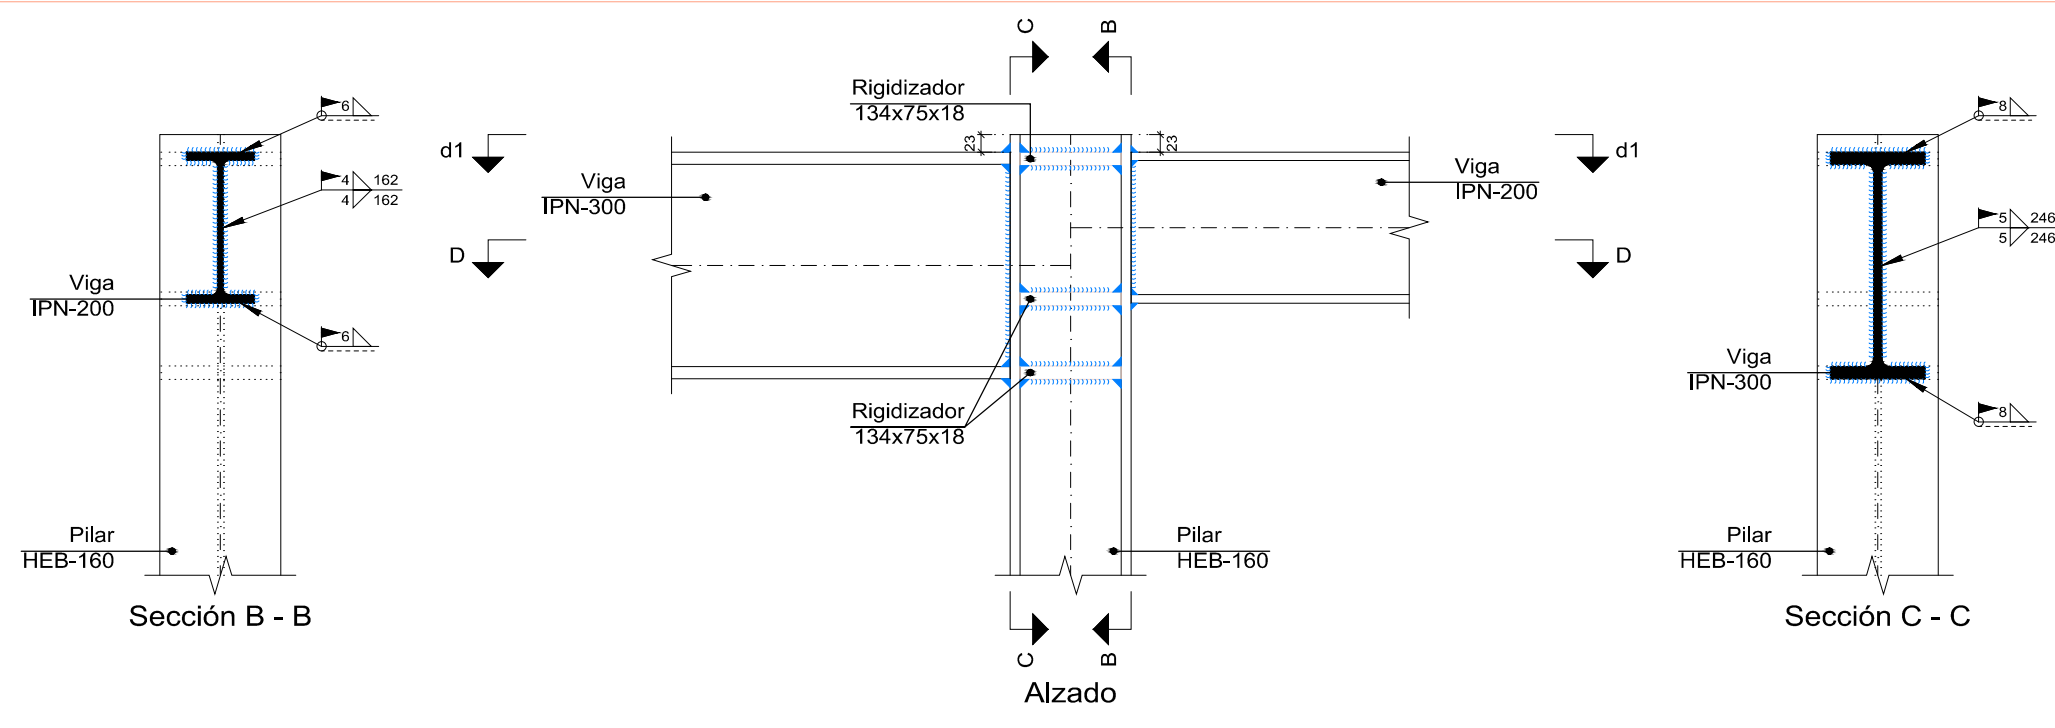 6
4 162
4 162
Viga
IPN-200
6
Pilar
HEB-160
Sección B - B
C
B
Rigidizador
134x75x18
23
23
d1
d1
Viga
IPN-300
Viga
IPN-200
D
D
Rigidizador
134x75x18
Pilar
HEB-160
C
B
Alzado
8
5 246
5 246
Viga
IPN-300
8
Pilar
HEB-160
Sección C - C